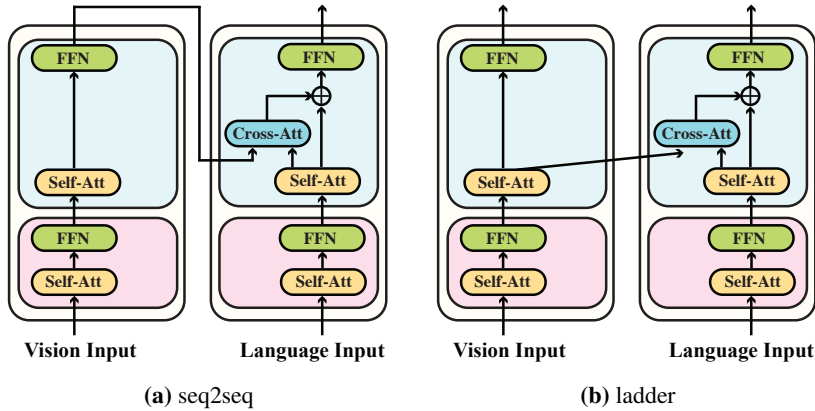 FFN
FFN
FFN
FFN
Cross-Att
Cross-Att
Self-Att
Self-Att
Self-Att
Self-Att
FFN
FFN
FFN
FFN
Self-Att
Self-Att
Self-Att
Self-Att
Vision Input
Language Input
Vision Input
Language Input
(a) seq2seq
(b) ladder